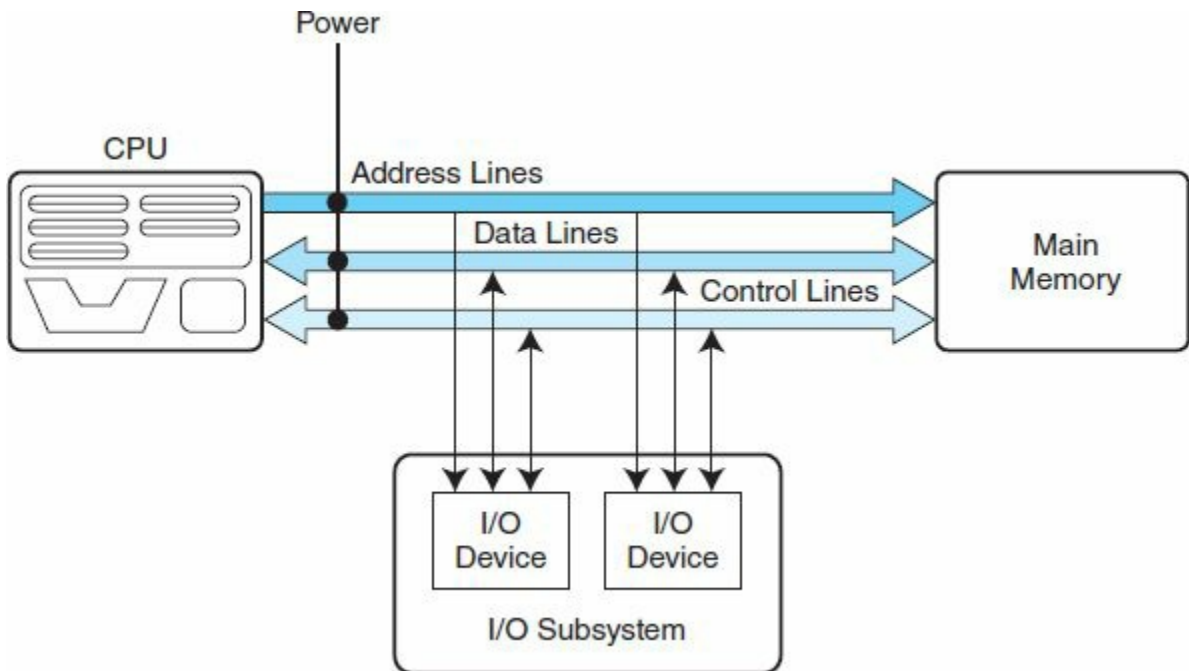 Power
CPU
Address Lines
Data Lines
Control Lines
Main
Memory
I/O
Device
I/O
Device
I/O Subsystem